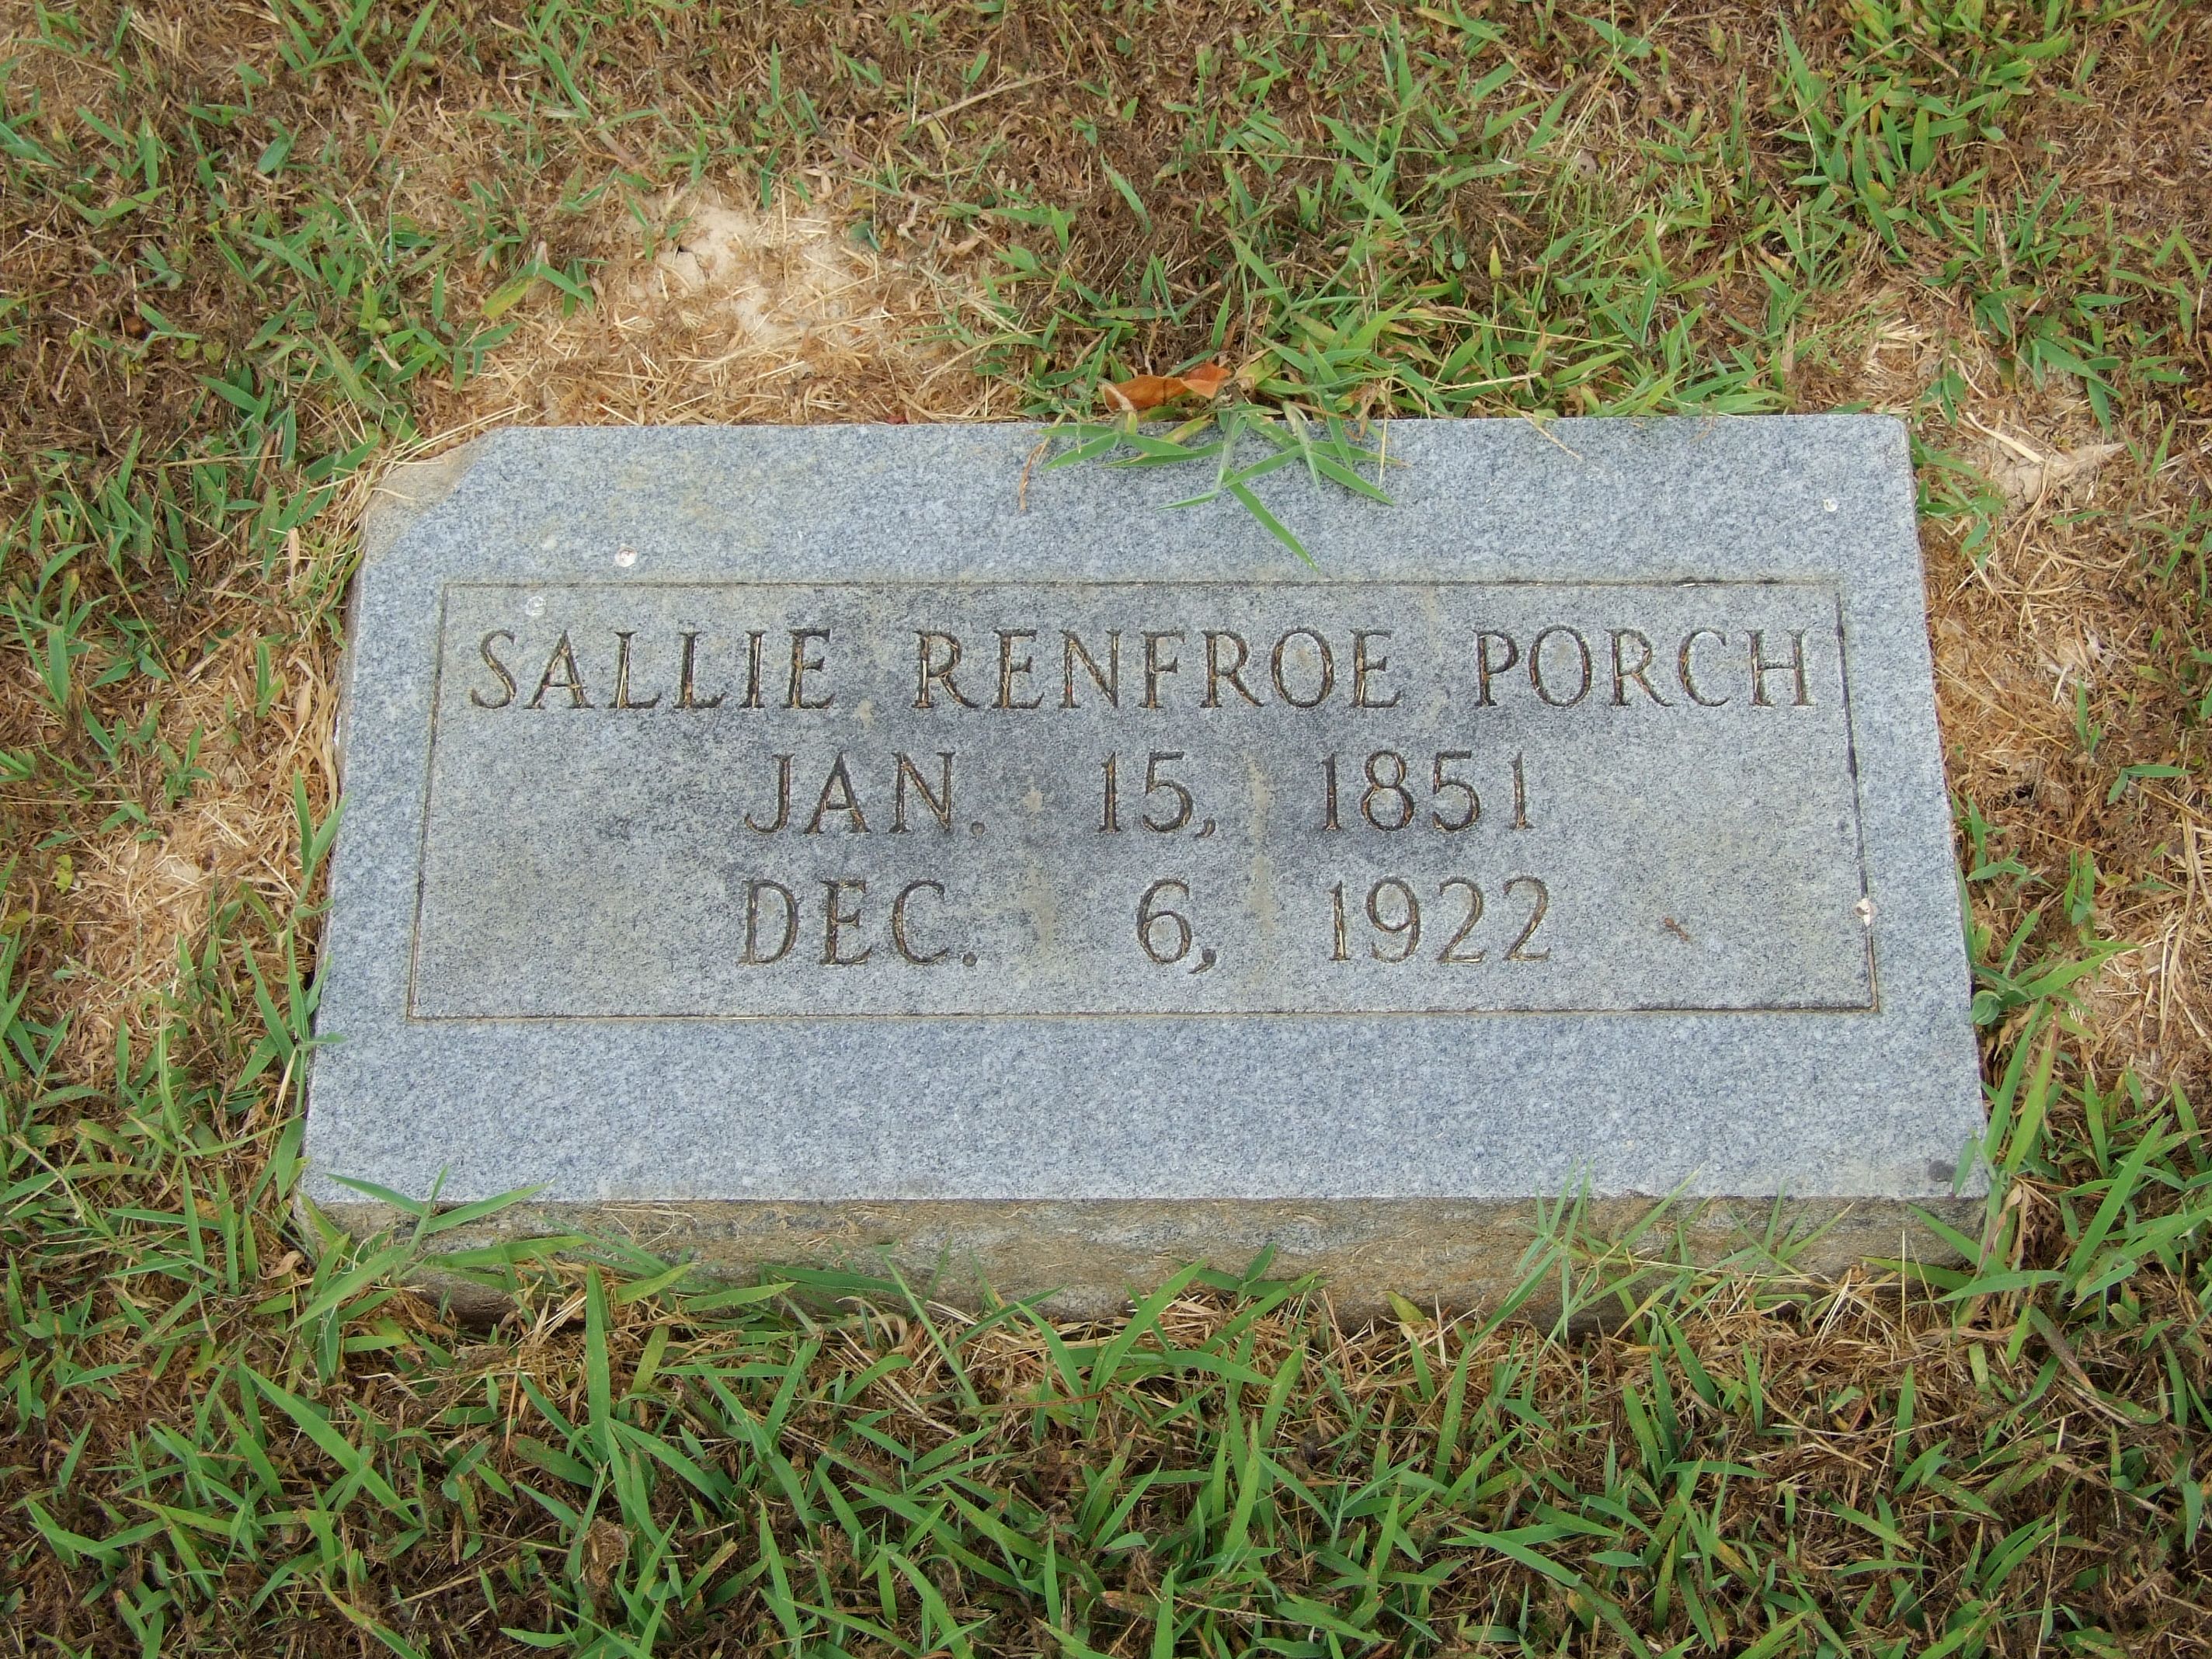 SALLIE RENFROE PORCH
JAN. 15, 1851
DEC. 6, 1922